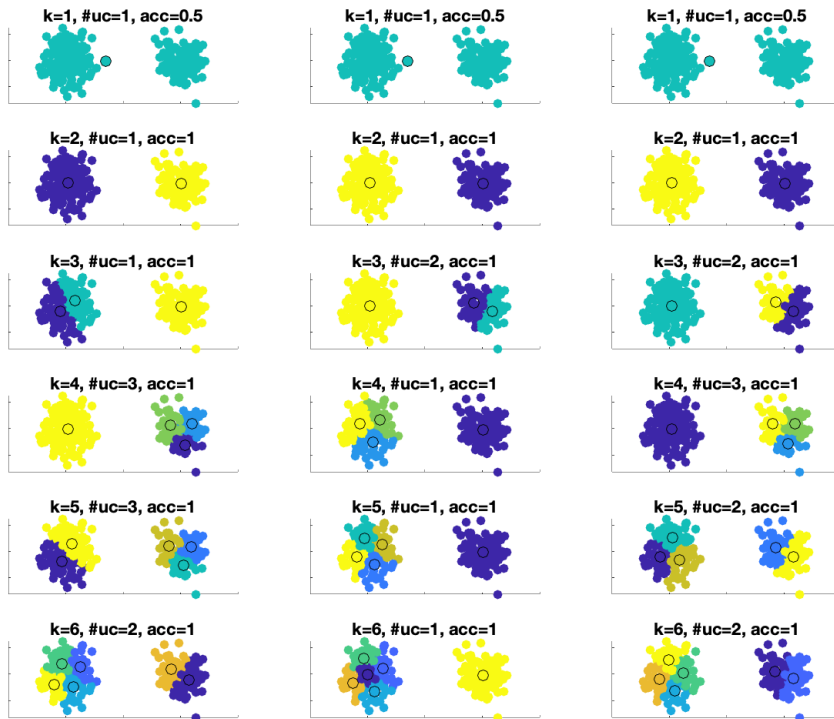 k=1, #uc=1, acc=0.5
k=1, #uc=1, acc=0.5
k=1, #uc=1, acc=0.5
k=2, #uc=1, acc=1
k=2, #uc=1, acc=1
k=2, #uc=1, acc=1
k=3, #uc=1, acc=1
k=3, #uc=2, acc=1
k=3, #uc=2, acc=1
k=4, #uc=3, acc=1
k=4, #uc=1, acc=1
k=4, #uc=3, acc=1
k=5, #uc=3, acc=1
k=5, #uc=1, acc=1
k=5, #uc=2, acc=1
k=6, #uc=2, acc=1
k=6, #uc=1, acc=1
k=6, #uc=2, acc=1